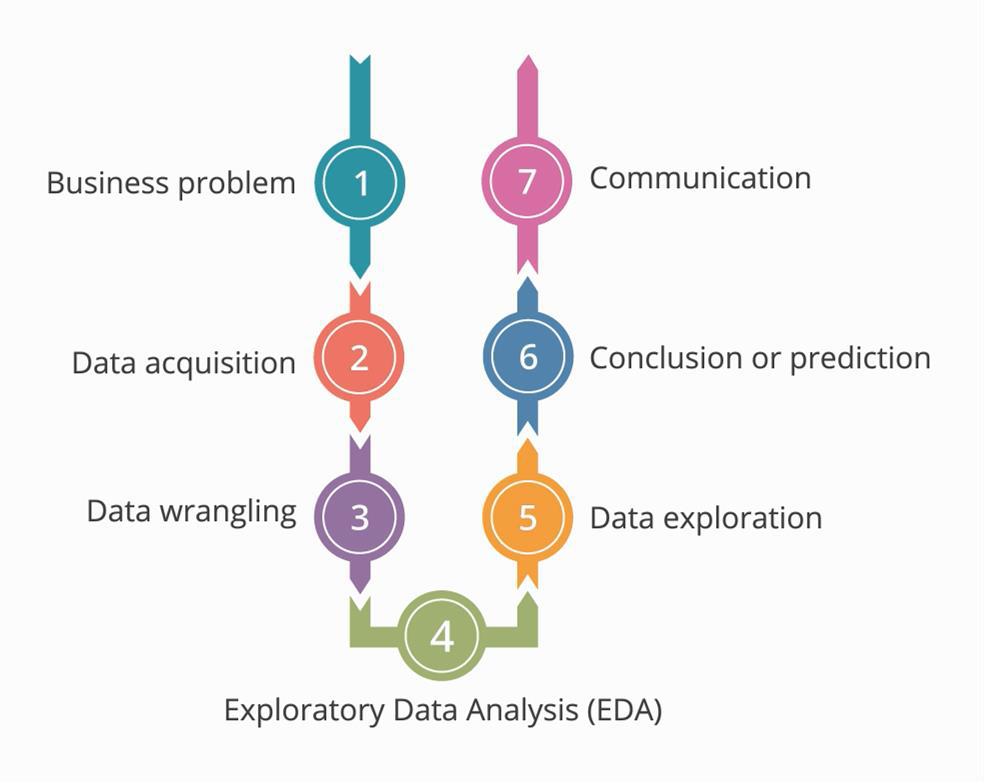 1
Business problem
2
Data acquisition
3
Data wrangling
4
Exploratory Data Analysis (EDA)
5
Data exploration
6
Conclusion or prediction
7
Communication